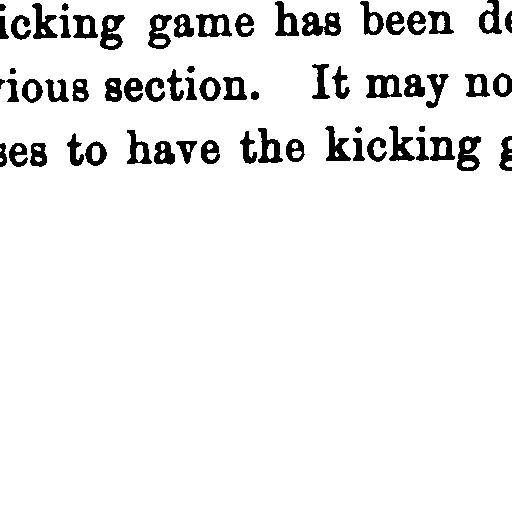 icking game has been de
vious section. It may no
ses to have the kicking g